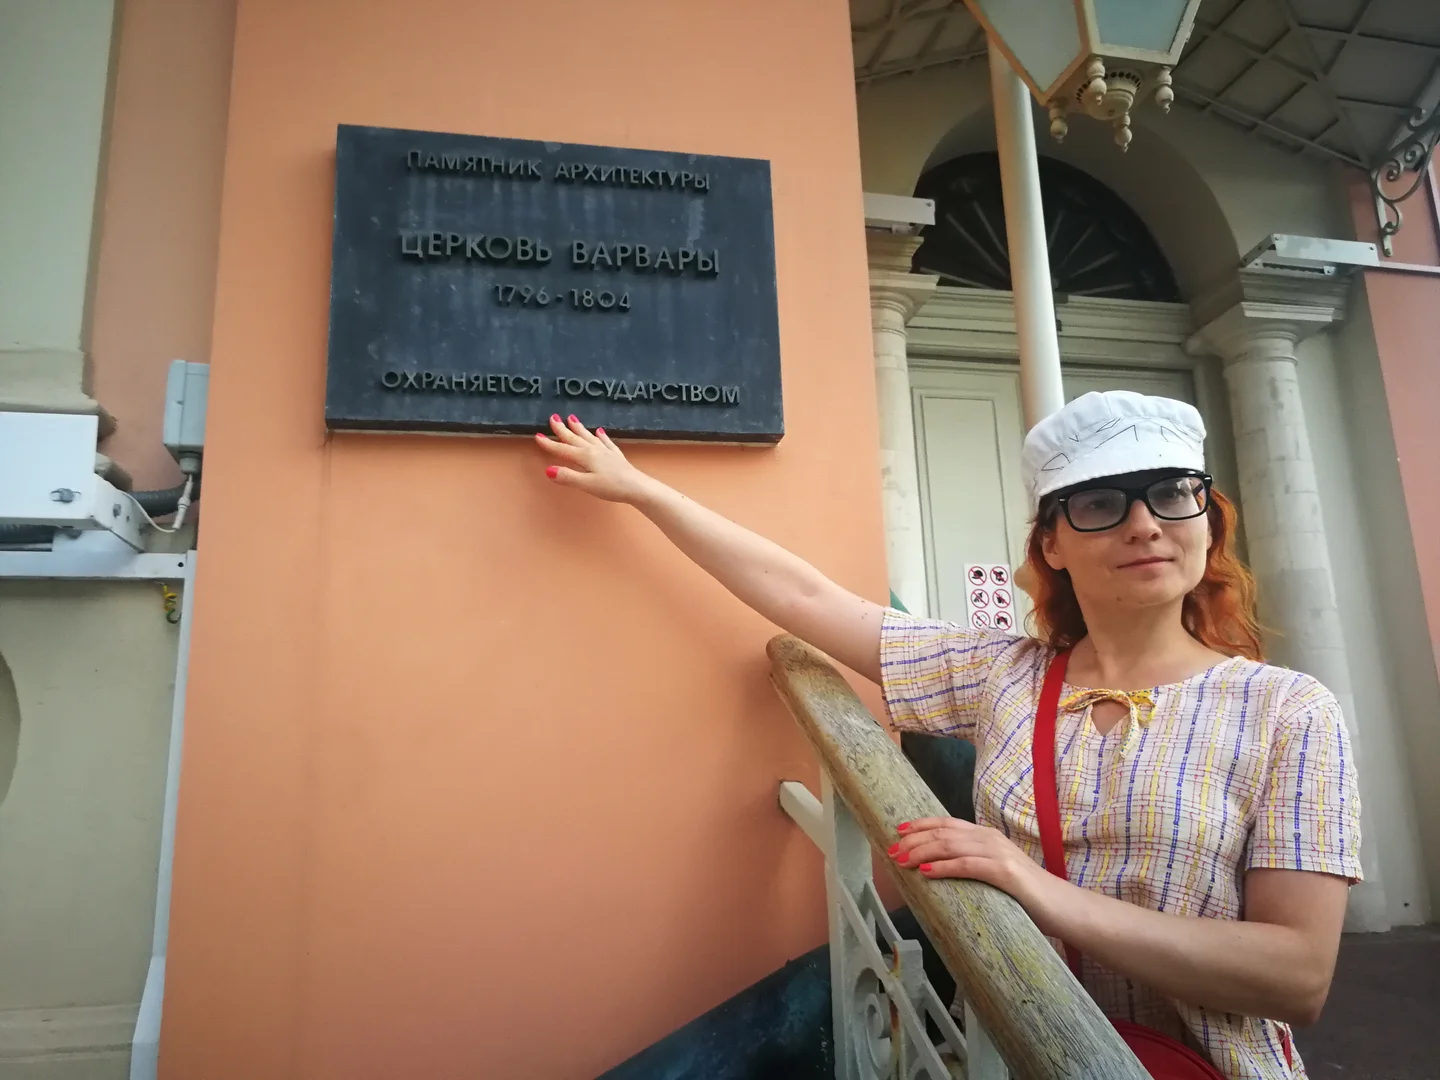 ПАМЯТНИК АРХИТЕКТУРЫ
ЦЕРКОВЬ ВАРВАРЫ
1796-1804
ОХРАНЯЕТСЯ ГОСУДАРСТВОМ